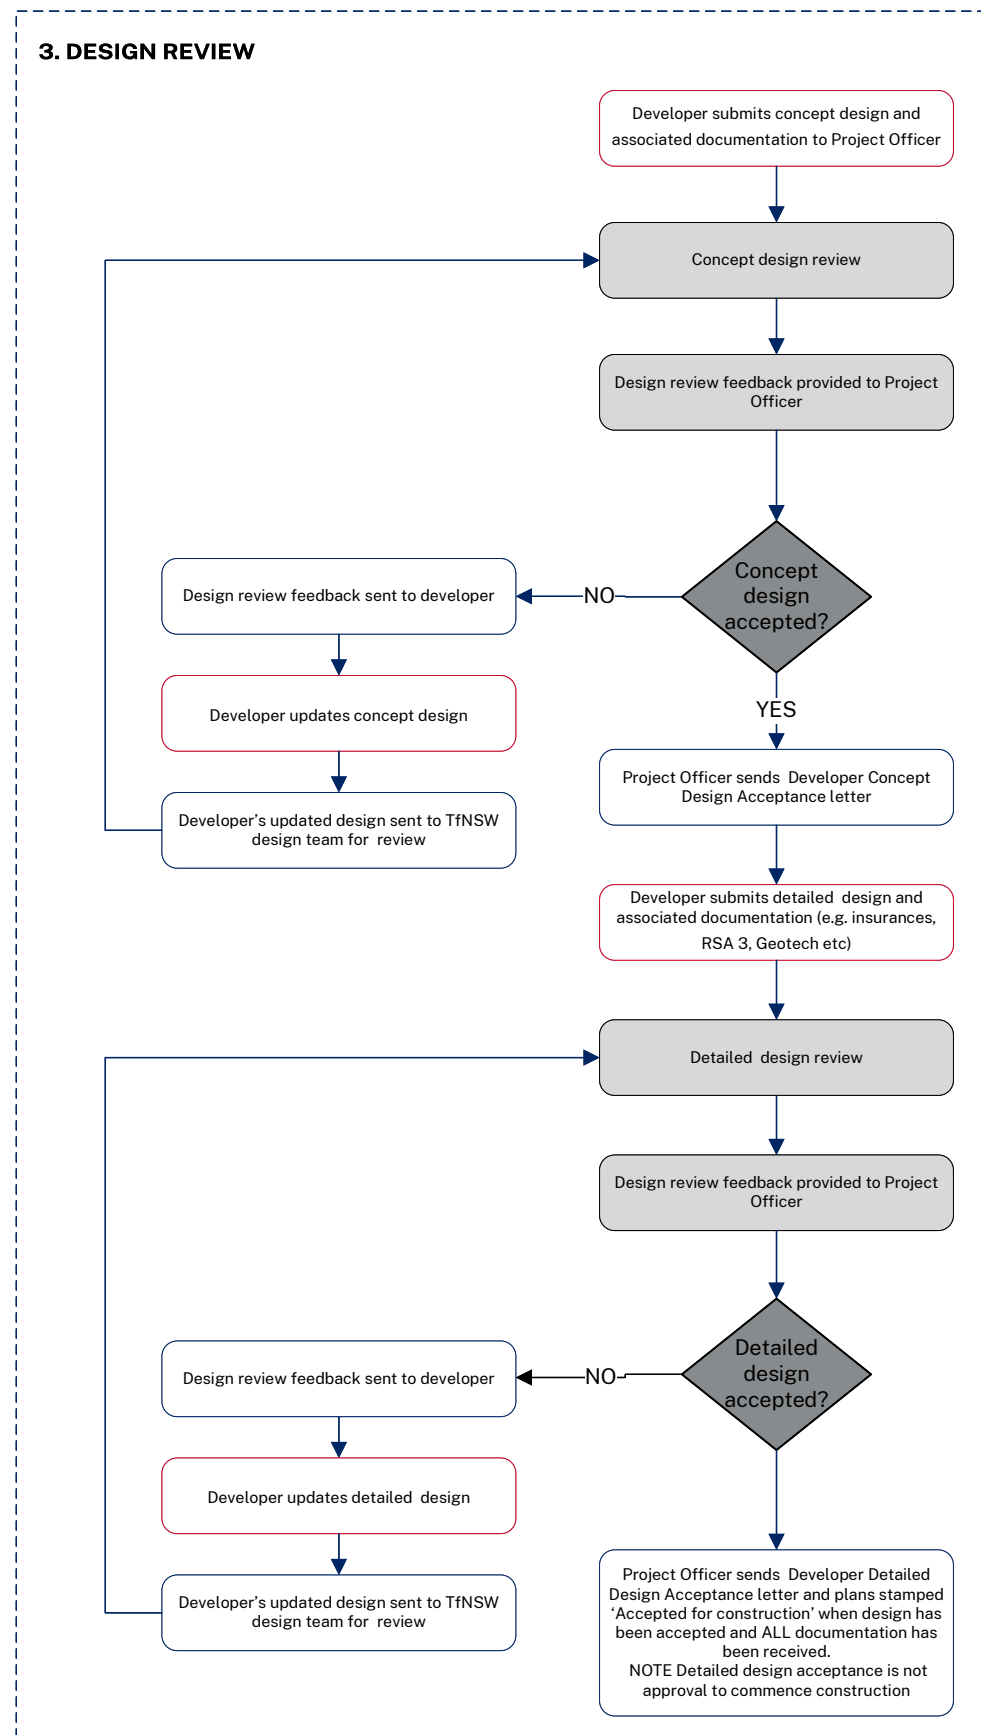 3. DESIGN REVIEW
Developer submits concept design and
associated documentation to Project Officer
Concept design review
Design review feedback provided to Project
Officer
Concept
design
accepted?
NO
Design review feedback sent to developer
Developer updates concept design
Developer’s updated design sent to TfNSW
design team for review
YES
Project Officer sends Developer Concept
Design Acceptance letter
Developer submits detailed design and
associated documentation (e.g. insurances,
RSA 3, Geotech etc)
Detailed design review
Design review feedback provided to Project
Officer
Detailed
design
accepted?
NO
Design review feedback sent to developer
Developer updates detailed design
Developer’s updated design sent to TfNSW
design team for review
Project Officer sends Developer Detailed
Design Acceptance letter and plans stamped
‘Accepted for construction’ when design has
been accepted and ALL documentation has
been received.
NOTE Detailed design acceptance is not
approval to commence construction